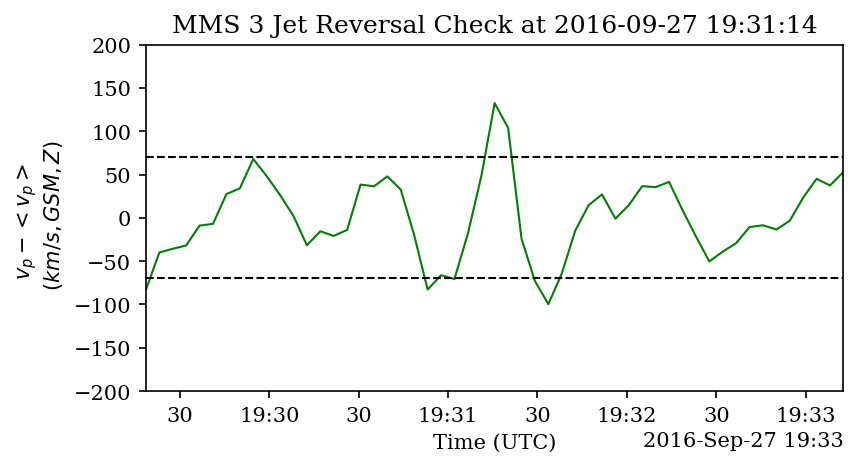 MMS 3 Jet Reversal Check at 2016-09-27 19:31:14
200
150
100
50
0
−50
−100
−150
−200
v_p − < v_p >
(km/s, GSM, Z)
30 19:30 30 19:31 30 19:32 30 19:33
Time (UTC)
2016-Sep-27 19:33